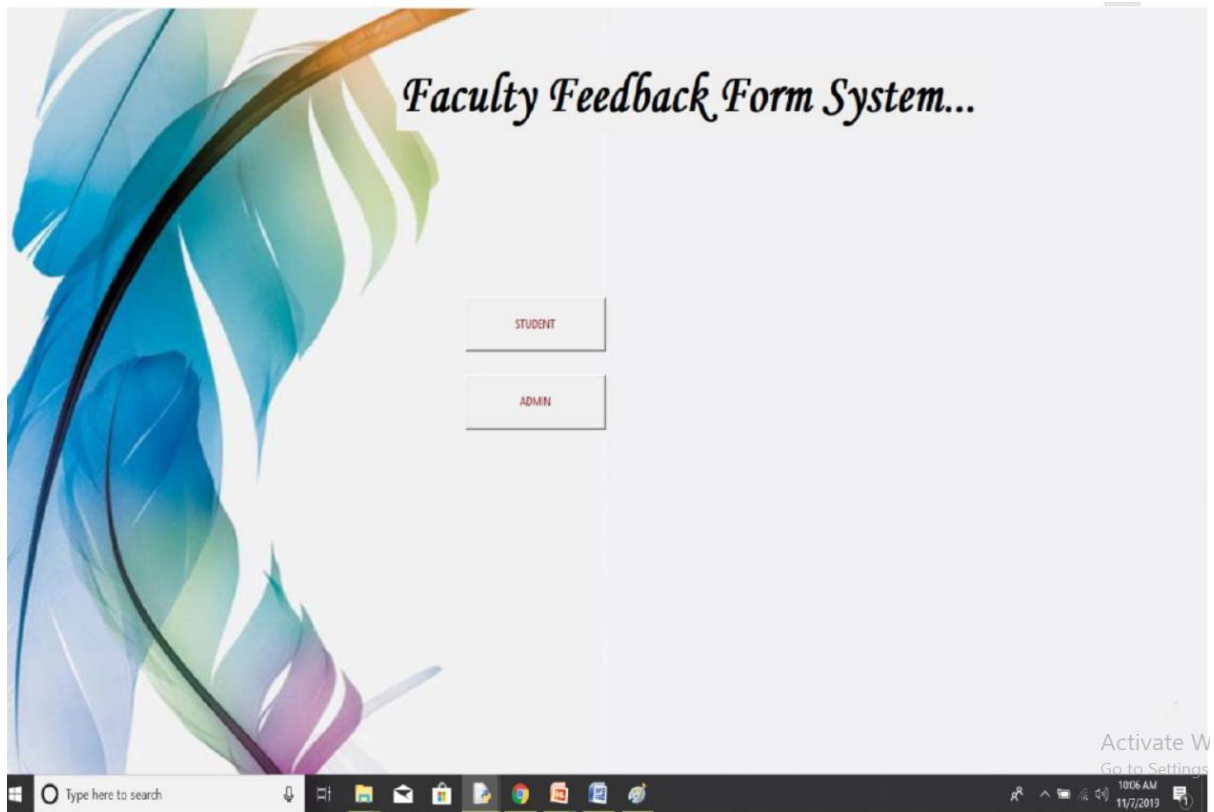 Faculty Feedback Form System...
STUDENT
ADMIN
Activate W
Go to Settings
Type here to search
10:06 AM
11/7/2019